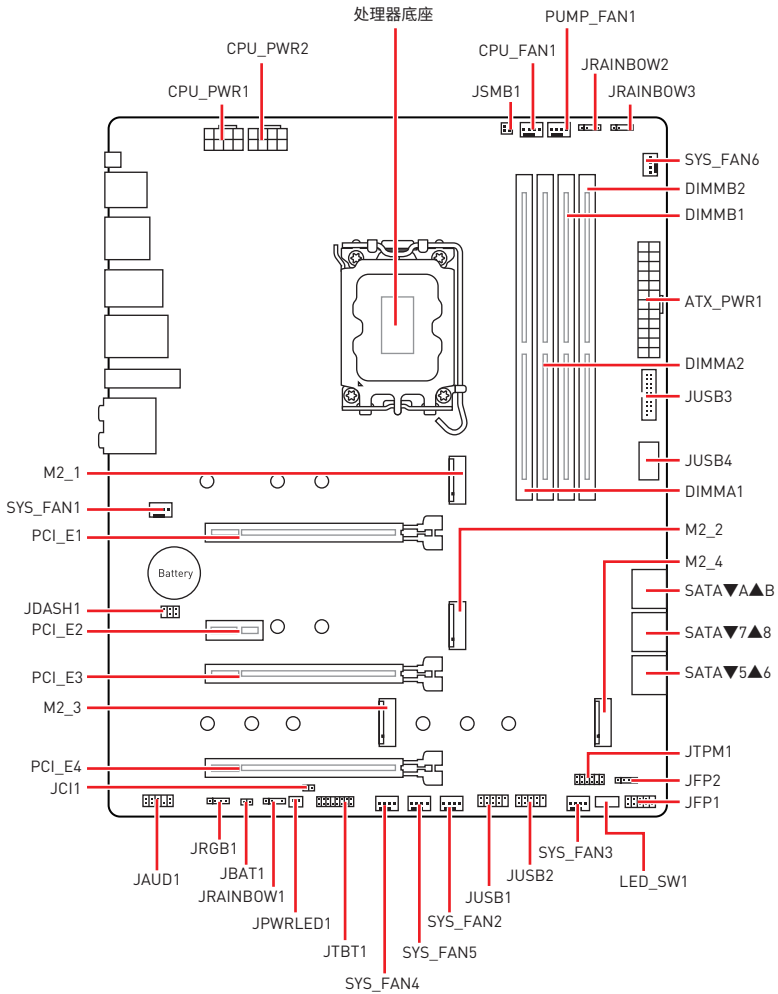 处理器底座
PUMP_FAN1
CPU_PWR2
CPU_FAN1
JRAINBOW2
CPU_PWR1
JSMB1
JRAINBOW3
SYS_FAN6
DIMMB2
DIMMB1
ATX_PWR1
DIMMA2
JUSB3
JUSB4
M2_1
DIMMA1
SYS_FAN1
M2_2
PCI_E1
M2_4
Battery
SATA▼A▲B
JDASH1
PCI_E2
SATA▼7▲8
PCI_E3
SATA▼5▲6
M2_3
JTPM1
PCI_E4
JFP2
JCI1
JFP1
JRGB1
SYS_FAN3
JBAT1
JUSB2
JAUD1
LED_SW1
JRAINBOW1
JUSB1
JPWRLED1
SYS_FAN2
JTBT1
SYS_FAN5
SYS_FAN4